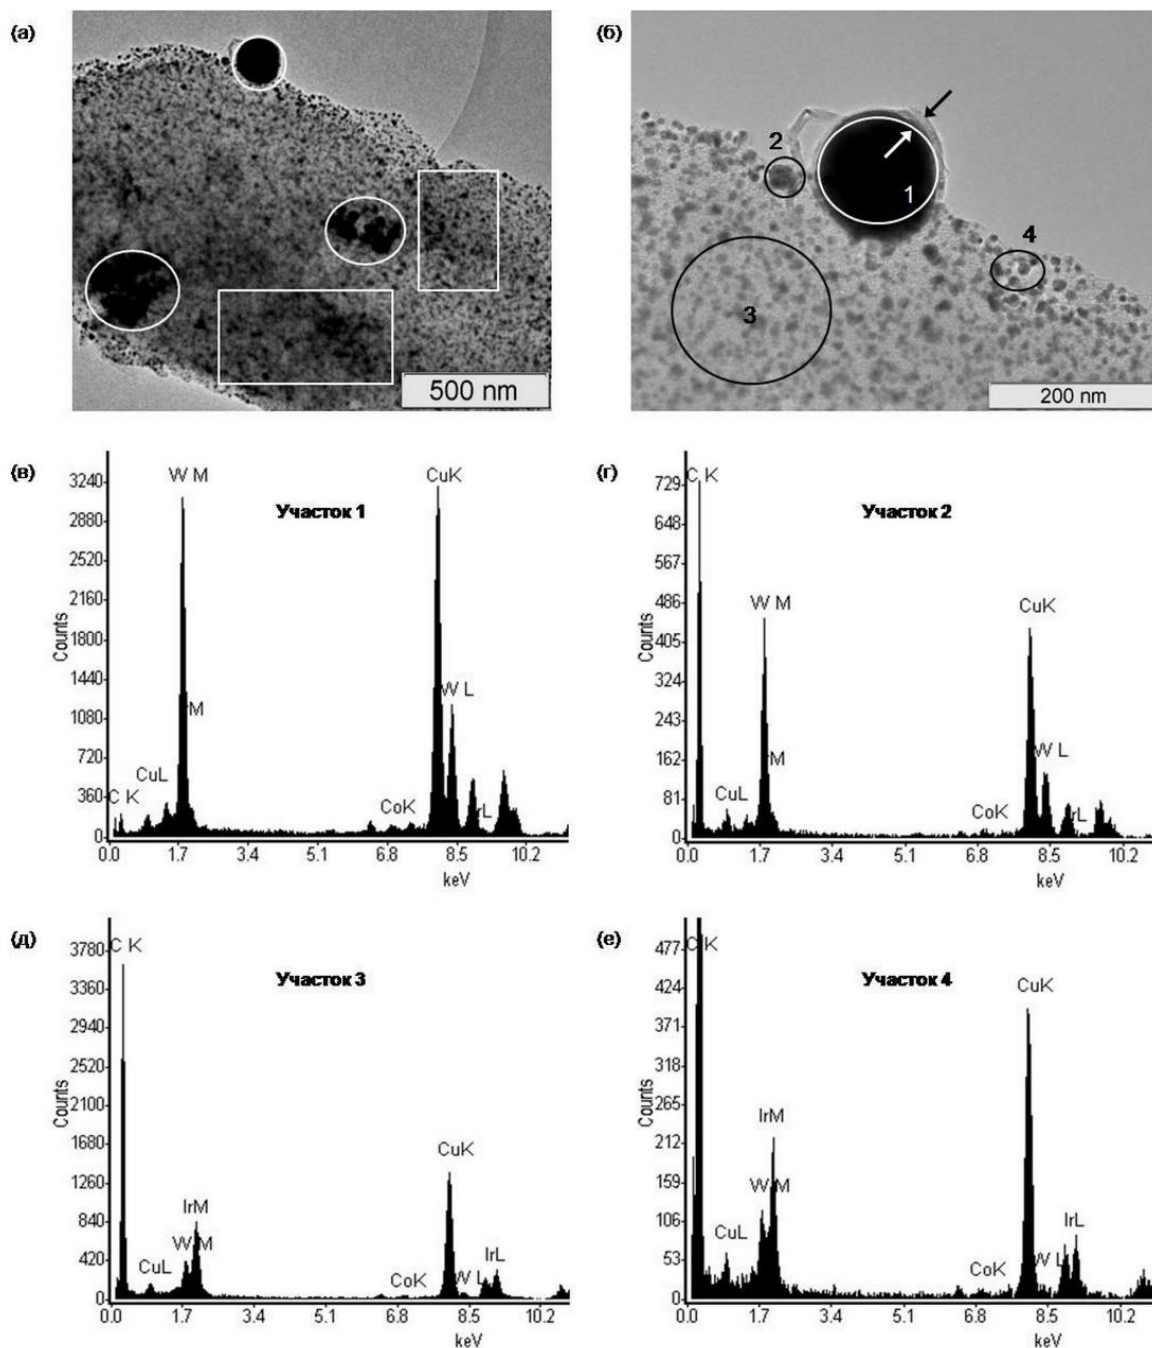 (а)
500 nm
(б)
2
1
4
3
200 nm
(в)
Участок 1
Counts
3240
2880
2520
2160
1800
1440
1080
720
360
0
W M
M
CuL
C K
CoK
CuK
W L
rL
0.0 1.7 3.4 5.1 6.8 8.5 10.2
keV
(г)
Участок 2
Counts
729
648
567
486
405
324
243
162
81
0
C K
W M
M
CuL
CoK
CuK
W L
rL
0.0 1.7 3.4 5.1 6.8 8.5 10.2
keV
(д)
Участок 3
Counts
3780
3360
2940
2520
2100
1680
1260
840
420
0
C K
IrM
W M
CuL
CoK
CuK
W L
IrL
0.0 1.7 3.4 5.1 6.8 8.5 10.2
keV
(е)
Участок 4
Counts
477
424
371
318
265
212
159
106
53
0
C K
IrM
W M
CuL
CoK
CuK
W L
IrL
0.0 1.7 3.4 5.1 6.8 8.5 10.2
keV